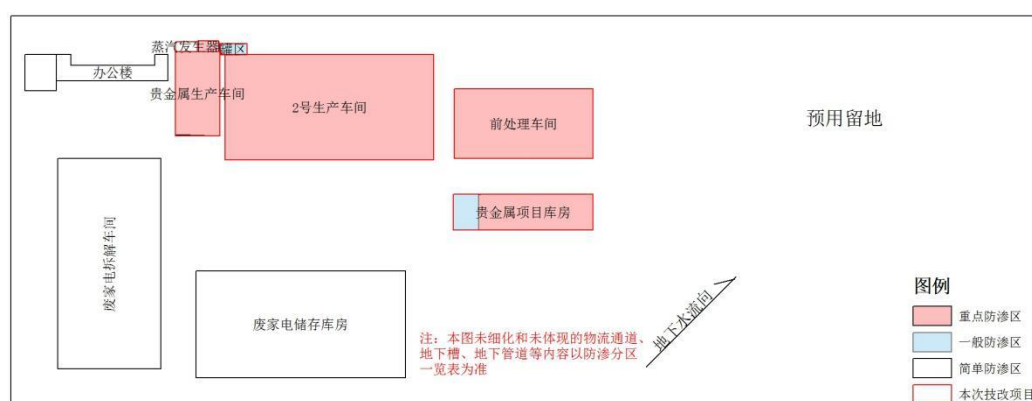 蒸汽发生器
罐区
办公楼
贵金属生产车间
2号生产车间
前处理车间
预用留地
贵金属项目库房
废家电拆解车间
废家电储存库房
注：本图未细化和未体现的物流通道、
地下槽、地下管道等内容以防渗分区
一览表为准
地下水流向
图例
重点防渗区
一般防渗区
简单防渗区
本次技改项目